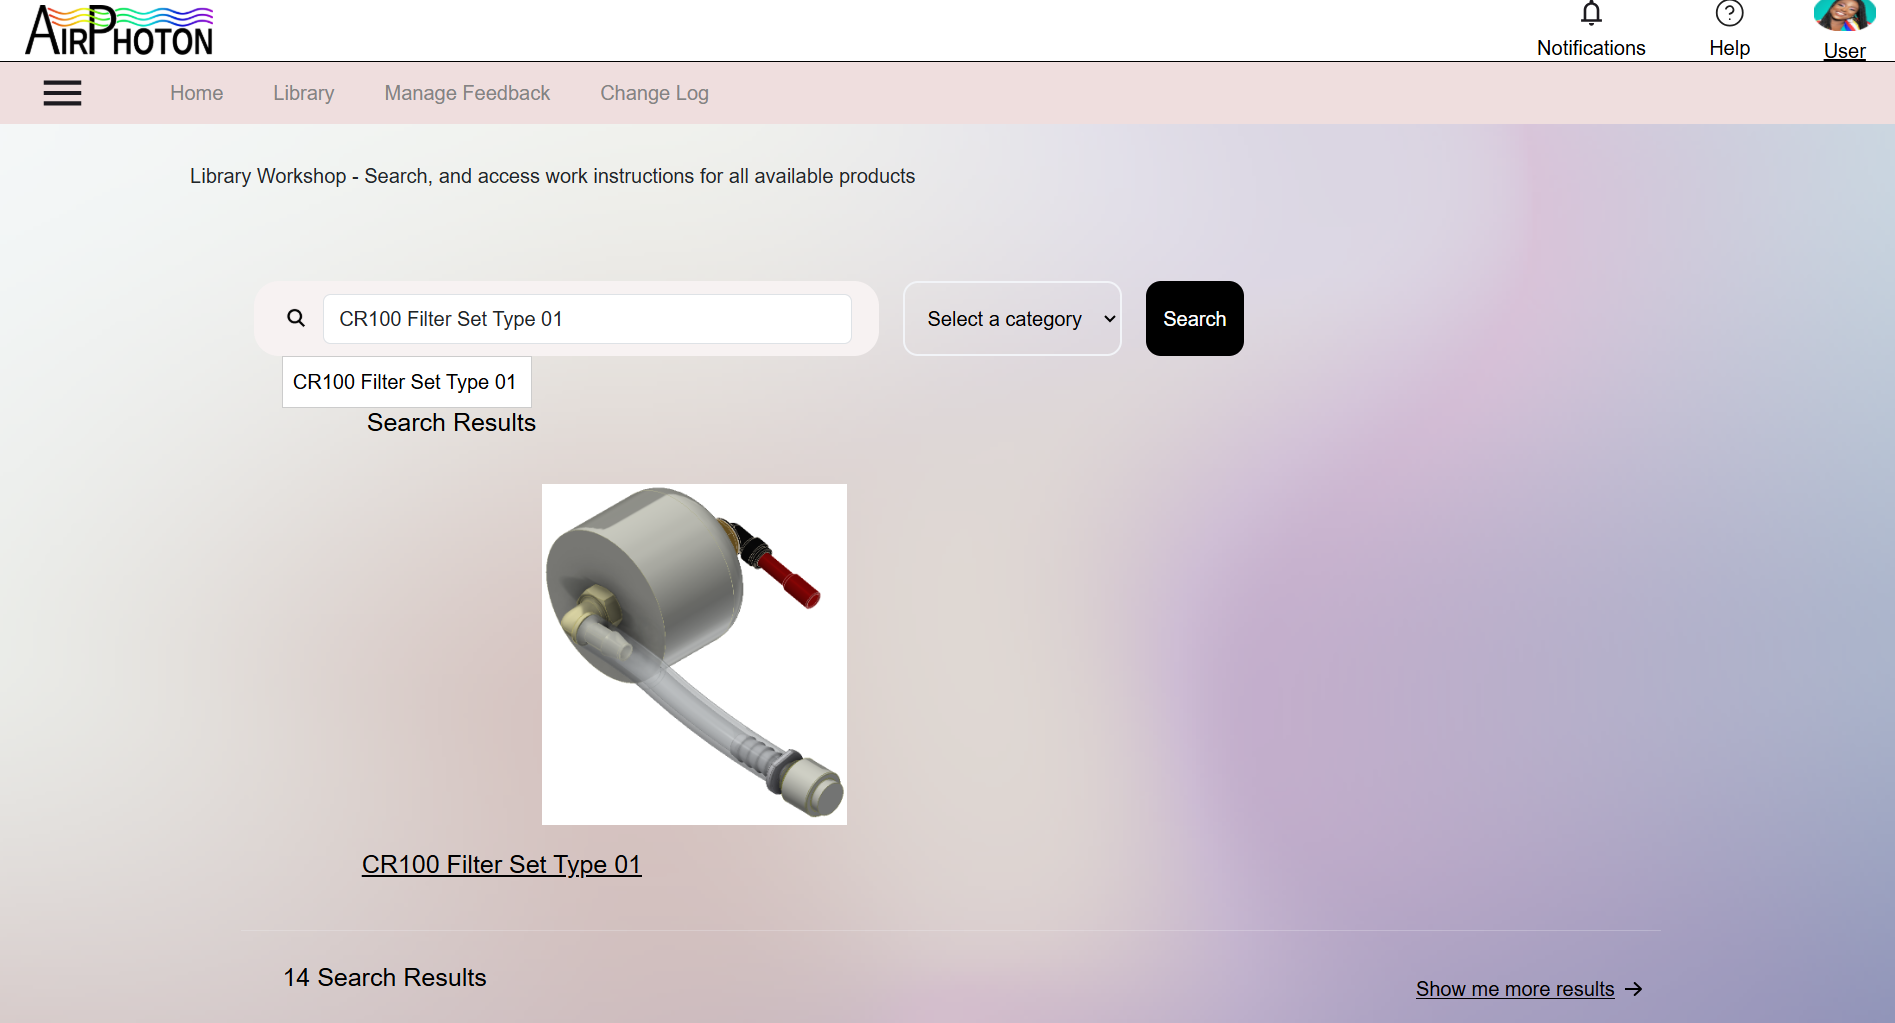 AIRPHOTON
Notifications
Help
User
Home
Library
Manage Feedback
Change Log
Library Workshop - Search, and access work instructions for all available products
CR100 Filter Set Type 01
Select a category
Search
CR100 Filter Set Type 01
Search Results
CR100 Filter Set Type 01
14 Search Results
Show me more results →